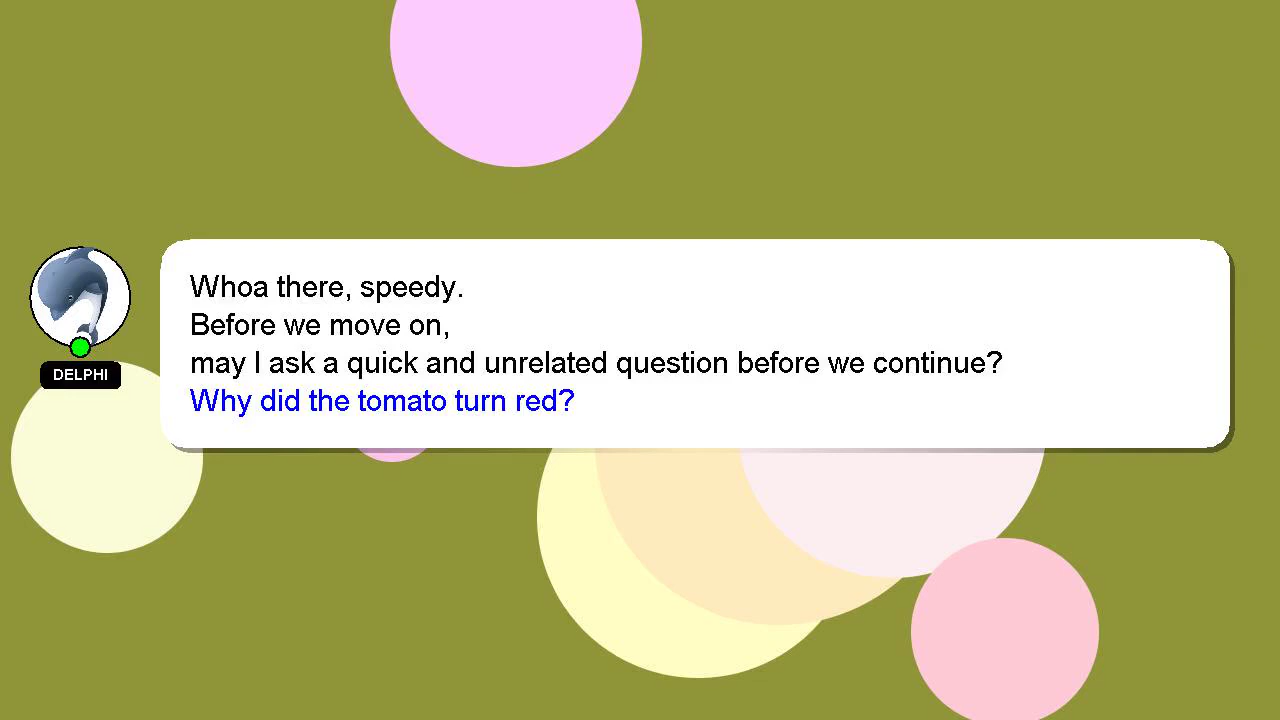 Whoa there, speedy.
Before we move on,
may I ask a quick and unrelated question before we continue?
Why did the tomato turn red?
DELPHI